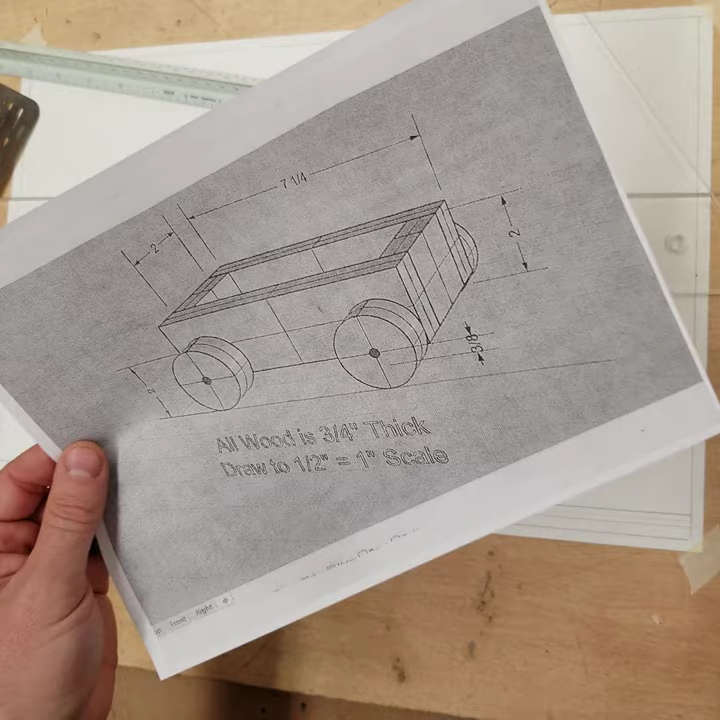 7 1/4
2
2
3/8
2
All Wood is 3/4" Thick
Draw to 1/2" = 1" Scale
Front Right